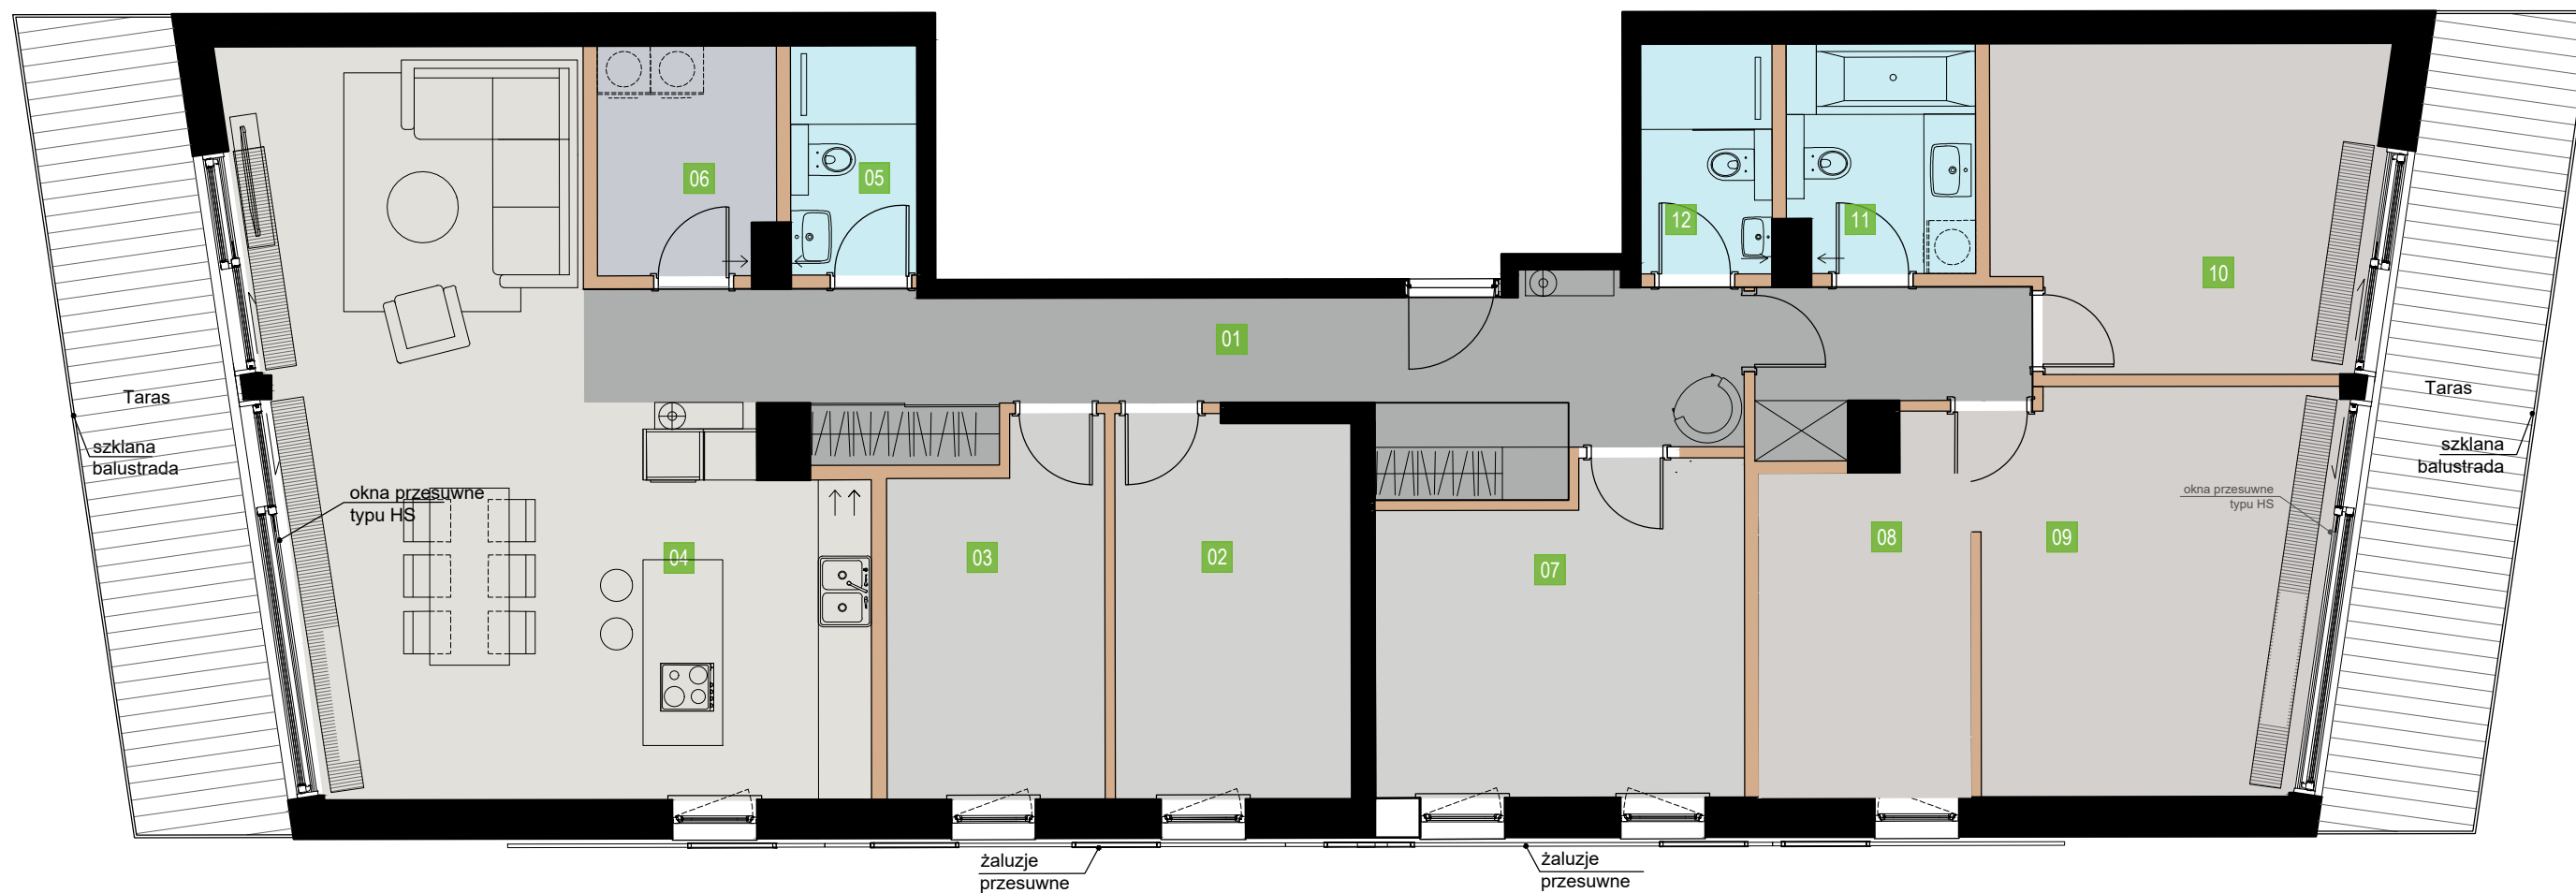 06
05
12
11
10
01
Taras
szklana
balustrada
okna przesuwne
typu HS
04
03
02
07
08
09
Taras
szklana
balustrada
okna przesuwne
typu HS
żaluzje
przesuwne
żaluzje
przesuwne